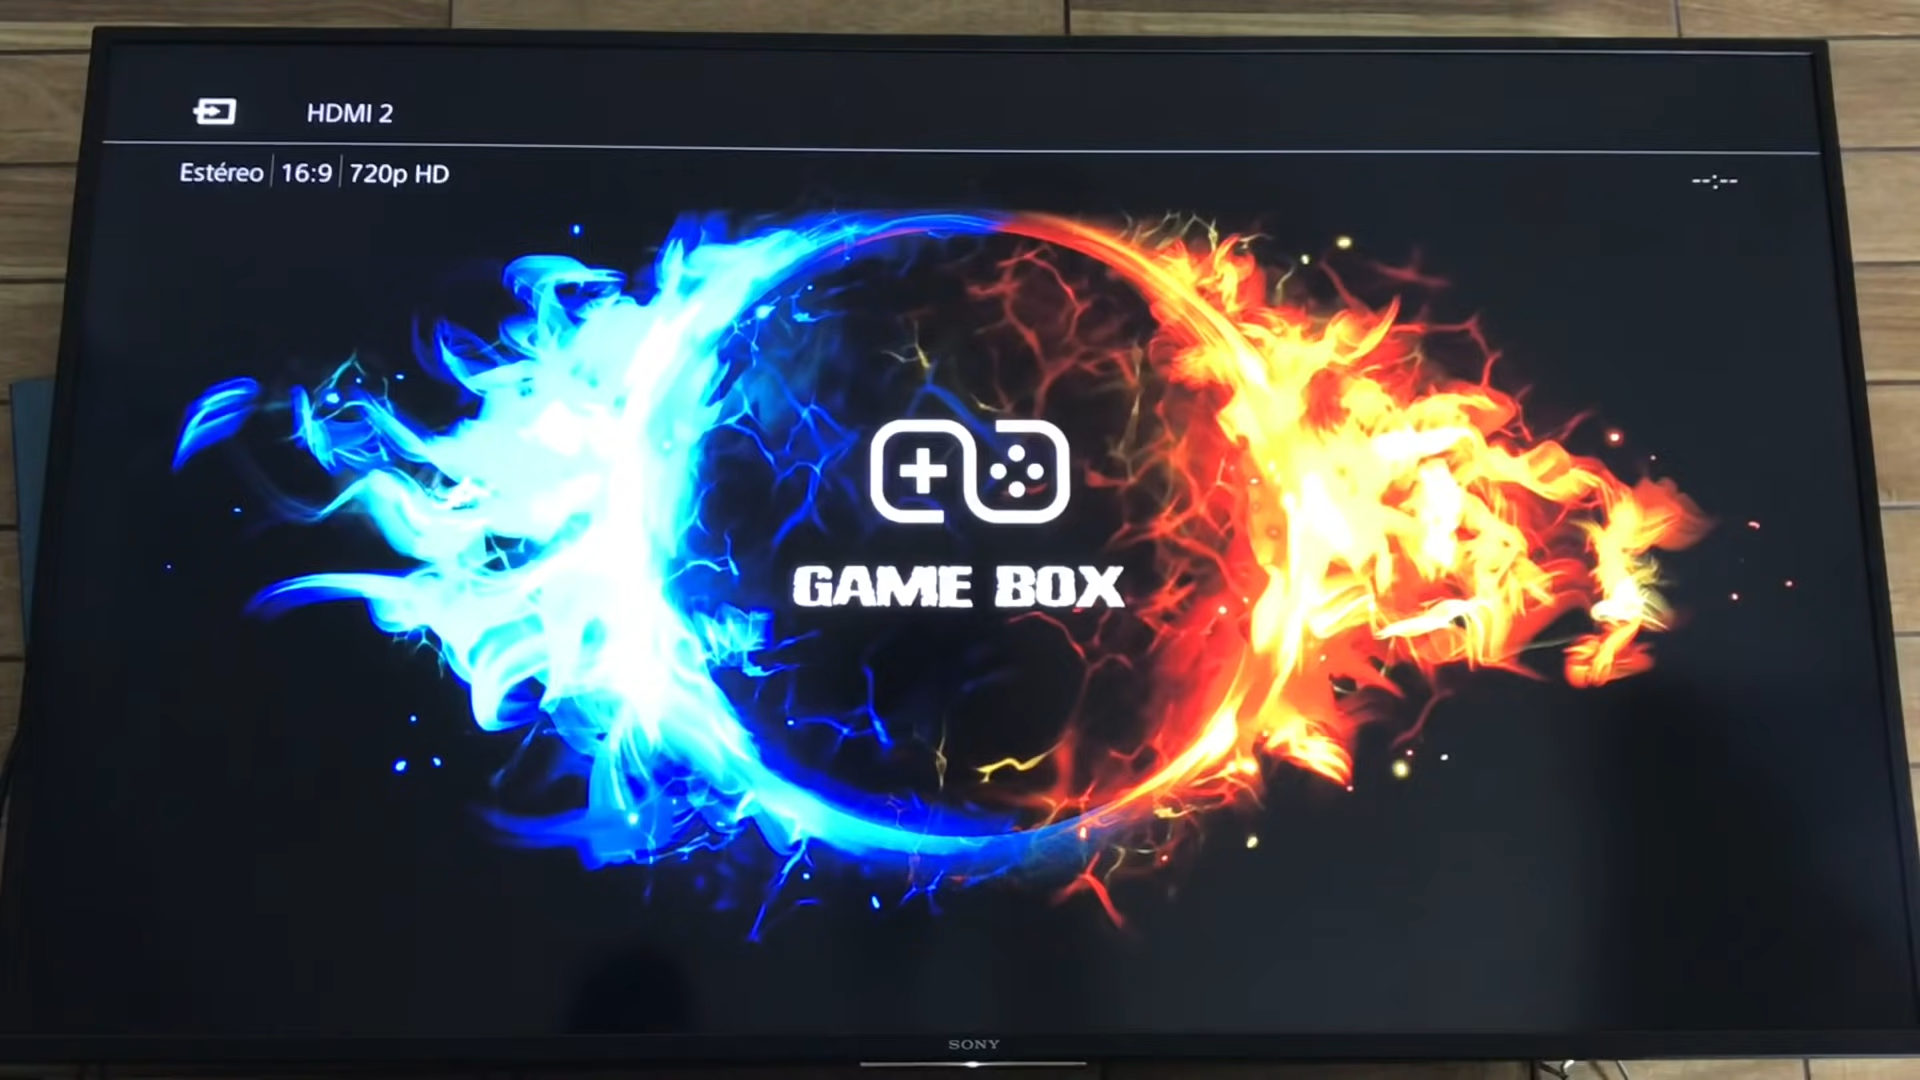 HDMI 2
Estéreo | 16:9 | 720p HD
--:--
GAME BOX
SONY